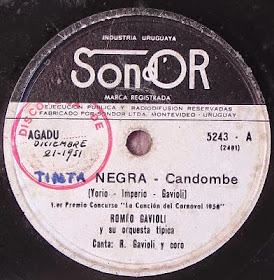 INDUSTRIA URUGUAYA
Sond'OR
MARCA REGISTRADA
EJECUCION PUBLICA Y RADIODIFUSION RESERVADAS
FABRICADO POR SONDOR LTDA. MONTEVIDEO - URUGUAY
AGADU
DICIEMBRE
21-1951
5243 - A
(2481)
TINTA NEGRA - Candombe
(Yorio - Imperio - Gavioli)
1.er Premio Concurso "La Canción del Carnaval 1950"
ROMEO GAVIOLI
y su orquesta típica
Canta: R. Gavioli y coro